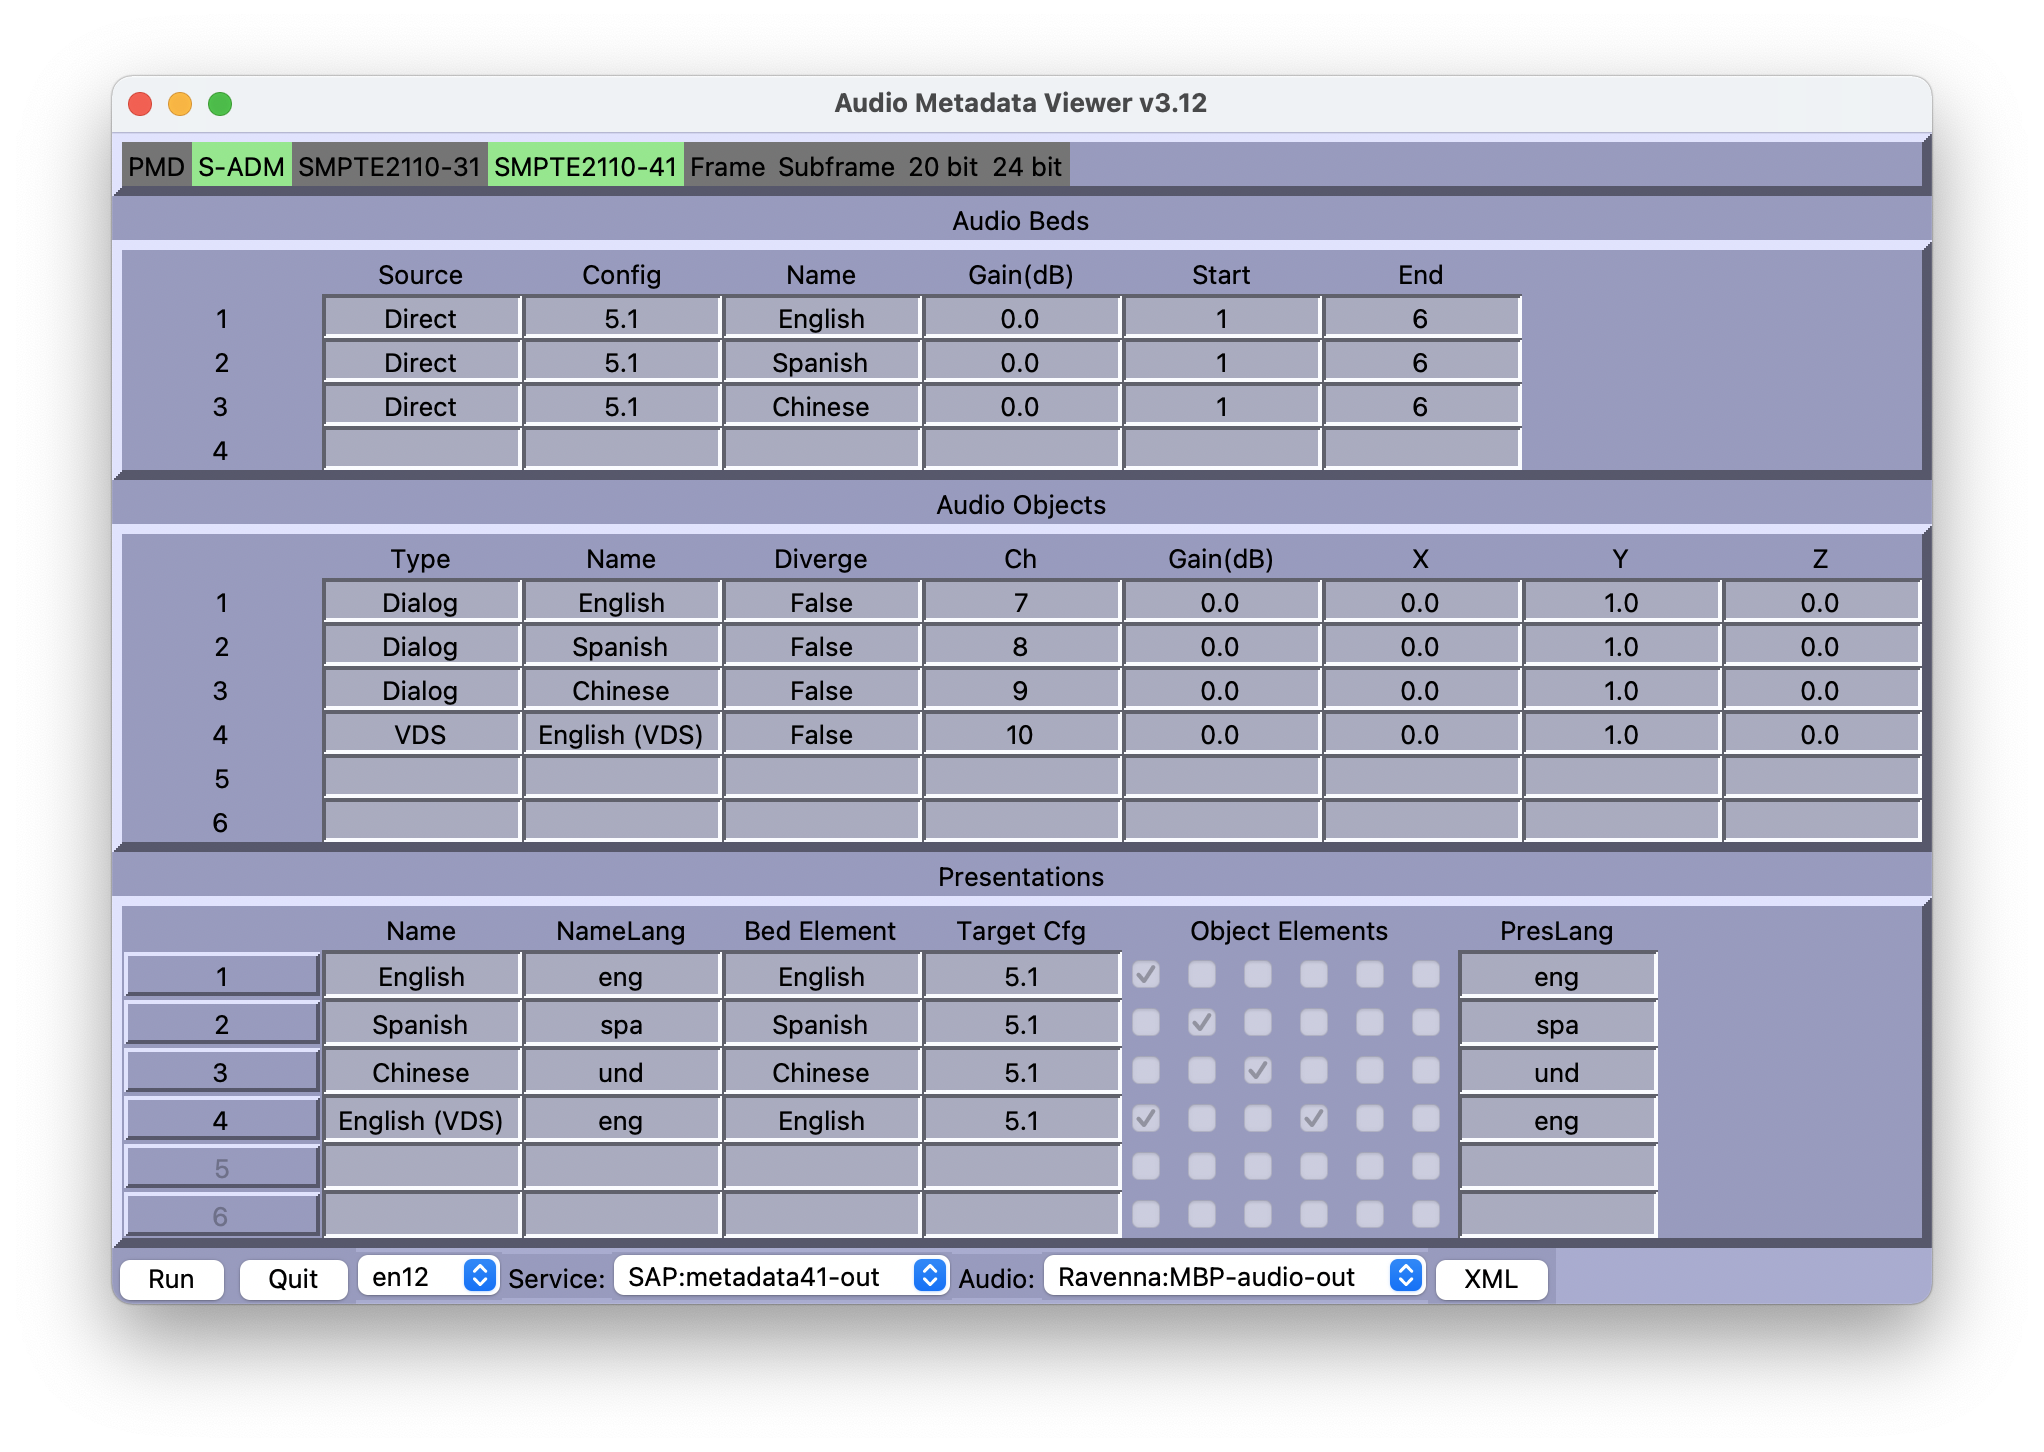 Audio Metadata Viewer v3.12
PMD S-ADM SMPTE2110-31 SMPTE2110-41 Frame Subframe 20 bit 24 bit
Audio Beds
Source Config Name Gain(dB) Start End
1 Direct 5.1 English 0.0 1 6
2 Direct 5.1 Spanish 0.0 1 6
3 Direct 5.1 Chinese 0.0 1 6
4
Audio Objects
Type Name Diverge Ch Gain(dB) X Y Z
1 Dialog English False 7 0.0 0.0 1.0 0.0
2 Dialog Spanish False 8 0.0 0.0 1.0 0.0
3 Dialog Chinese False 9 0.0 0.0 1.0 0.0
4 VDS English (VDS) False 10 0.0 0.0 1.0 0.0
5
6
Presentations
Name NameLang Bed Element Target Cfg Object Elements PresLang
1 English eng English 5.1 eng
2 Spanish spa Spanish 5.1 spa
3 Chinese und Chinese 5.1 und
4 English (VDS) eng English 5.1 eng
5
6
Run Quit en12 Service: SAP:metadata41-out Audio: Ravenna:MBP-audio-out XML